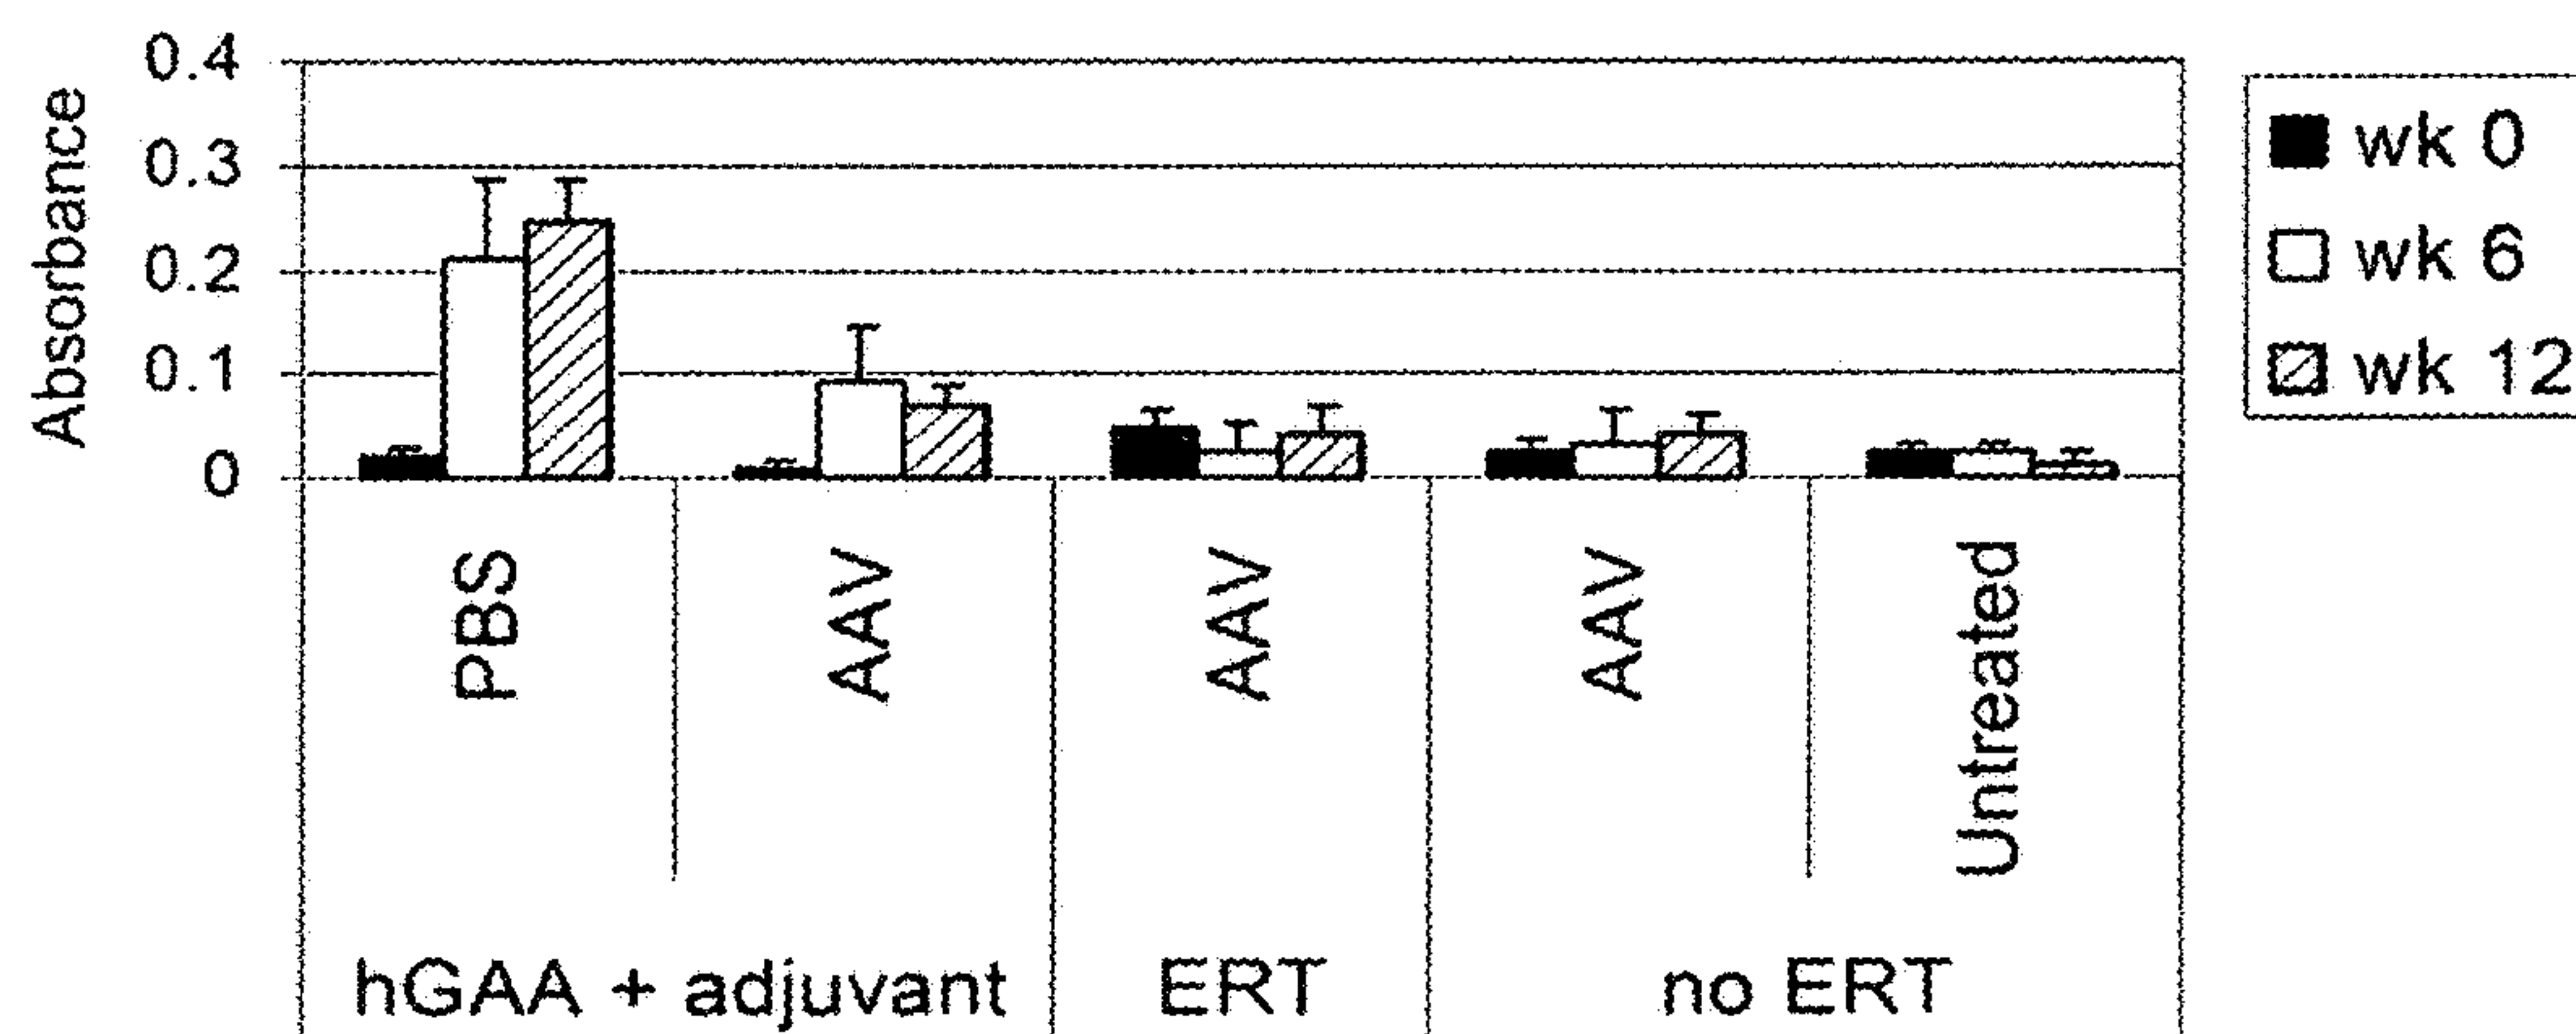 Absorbance
0.4
0.3
0.2
0.1
0
wk 0
wk 6
wk 12
PBS
AAV
AAV
AAV
Untreated
hGAA + adjuvant
ERT
no ERT